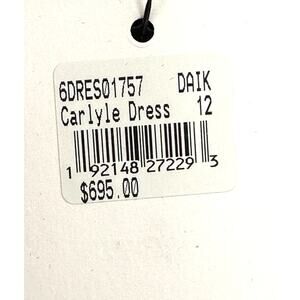 6DRES01757 DAIK
Carlyle Dress 12
1 92148 27229 3
$695.00